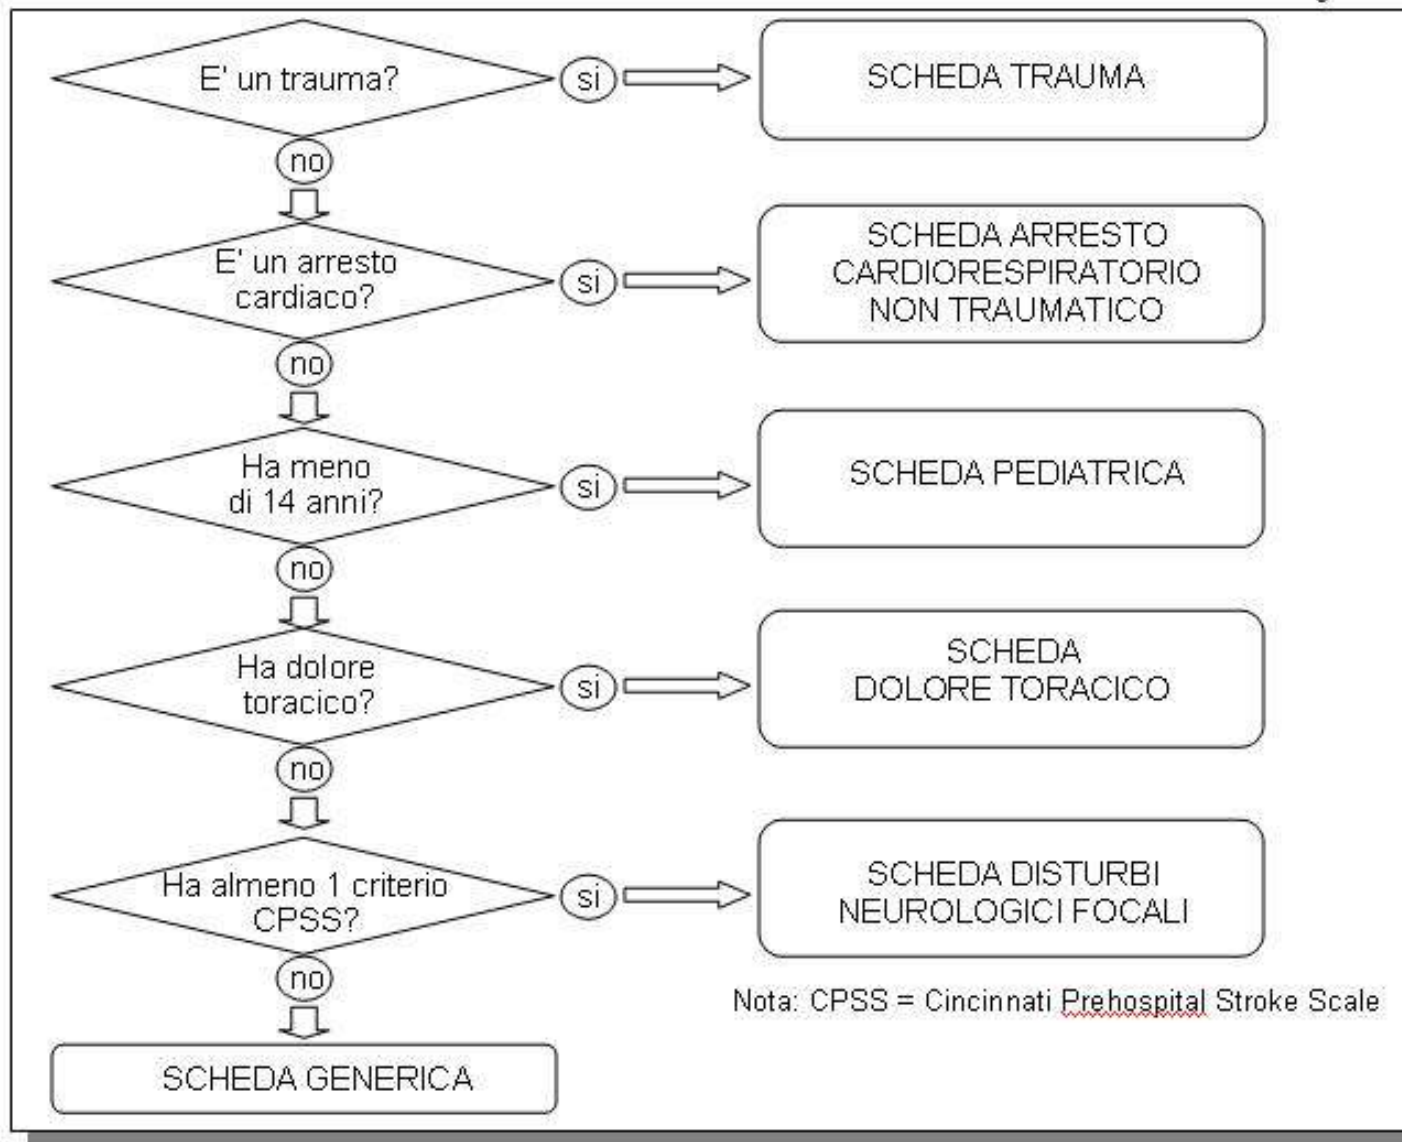 E' un trauma?
si
SCHEDA TRAUMA
no
E' un arresto
cardiaco?
si
SCHEDA ARRESTO
CARDIORESPIRATORIO
NON TRAUMATICO
no
Ha meno
di 14 anni?
si
SCHEDA PEDIATRICA
no
Ha dolore
toracico?
si
SCHEDA
DOLORE TORACICO
no
Ha almeno 1 criterio
CPSS?
si
SCHEDA DISTURBI
NEUROLOGICI FOCALI
no
Nota: CPSS = Cincinnati Prehospital Stroke Scale
SCHEDA GENERICA